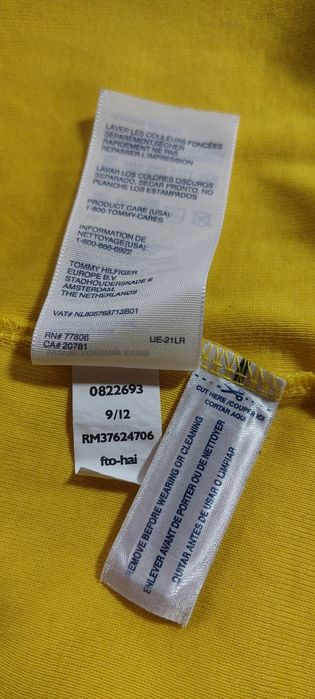 LAVER LES COULEURS FONCÉES
SÉPAREMENT, SÉCHER
RAPIDEMENT NE PAS
REPASSER L'IMPRESSION
LAVAR LOS COLORES OSCUROS
SEPARADO, SECAR PRONTO, NO
PLANCHE LOS ESTAMPADOS
PRODUCT CARE (USA):
1-800-TOMMY-CARES
INFORMATION DE
NETTOYAGE(USA):
1-800-866-6922
TOMMY HILFIGER
EUROPE B.V.
STADHOUDERSKADE 6
AMSTERDAM,
THE NETHERLANDS
VAT# NL805768713B01
RN# 77806
CA# 20781
UE-21LR
0822693
9/12
RM37624706
fto-hai
CUT HERE/COUPER ICI
CORTAR AQUI
REMOVE BEFORE WEARING OR CLEANING
ENLEVER AVANT DE PORTER OU DE NETTOYER
QUITAR ANTES DE USAR O LIMPIAR